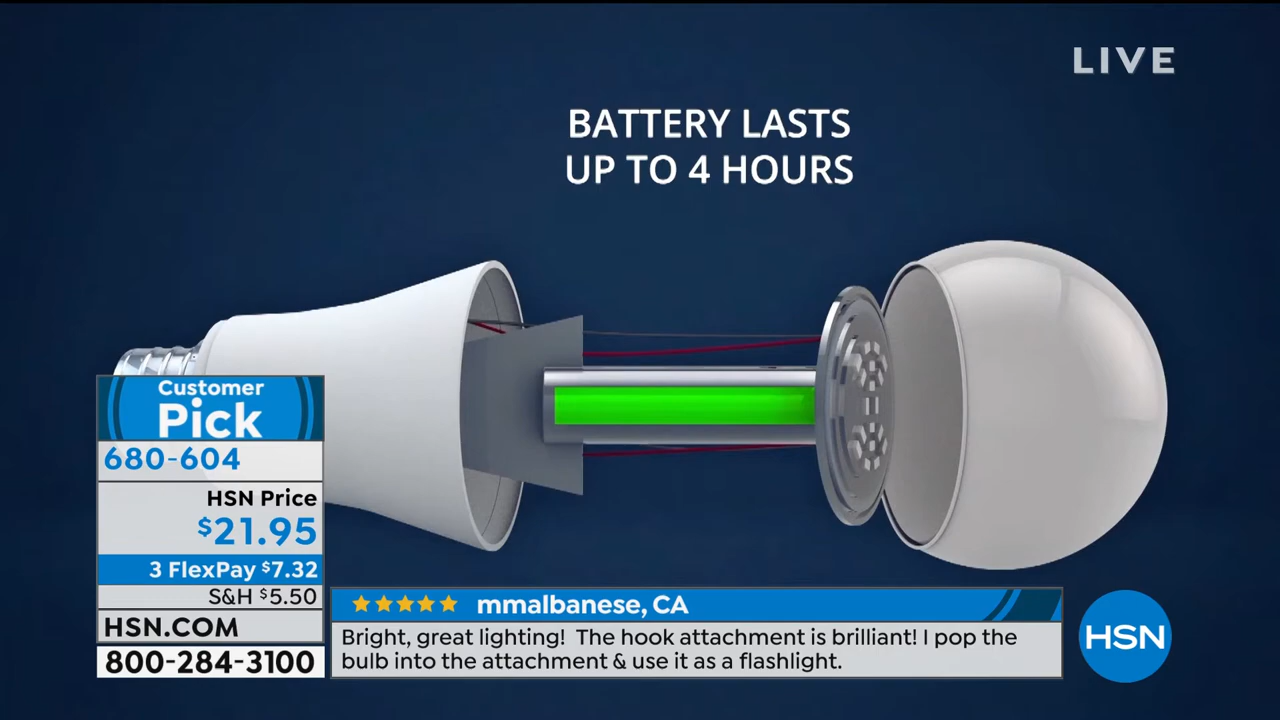 LIVE
BATTERY LASTS
UP TO 4 HOURS
Customer
Pick
680-604
HSN Price
$21.95
3 FlexPay $7.32
S&H $5.50
HSN.COM
800-284-3100
mmalbanese, CA
Bright, great lighting! The hook attachment is brilliant! I pop the
bulb into the attachment & use it as a flashlight.
HSN